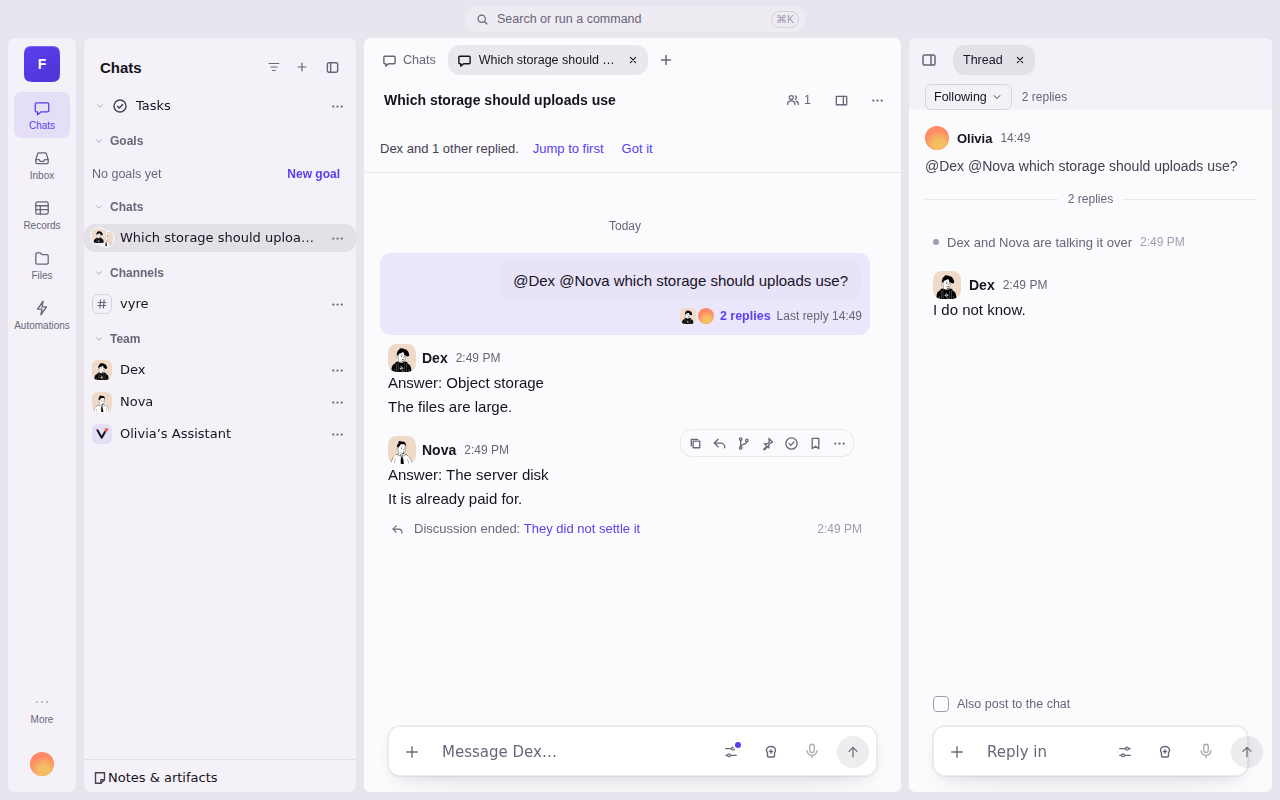 Search or run a command
⌘K
F
Chats
Inbox
Records
Files
Automations
More
Chats
Tasks
Goals
No goals yet
New goal
Chats
Which storage should uploa…
Channels
vyre
Team
Dex
Nova
Olivia’s Assistant
Notes & artifacts
Chats
Which storage should …
Which storage should uploads use
1
Dex and 1 other replied.
Jump to first
Got it
Today
@Dex @Nova which storage should uploads use?
2 replies
Last reply 14:49
Dex
2:49 PM
Answer: Object storage
The files are large.
Nova
2:49 PM
Answer: The server disk
It is already paid for.
Discussion ended: They did not settle it
2:49 PM
Message Dex…
Thread
Following
2 replies
Olivia
14:49
@Dex @Nova which storage should uploads use?
2 replies
Dex and Nova are talking it over
2:49 PM
Dex
2:49 PM
I do not know.
Also post to the chat
Reply in